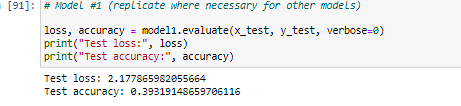 [91]: # Model #1 (replicate where necessary for other models)
loss, accuracy = model1.evaluate(x_test, y_test, verbose=0)
print("Test loss:", loss)
print("Test accuracy:", accuracy)
Test loss: 2.177865982055664
Test accuracy: 0.39319148659706116